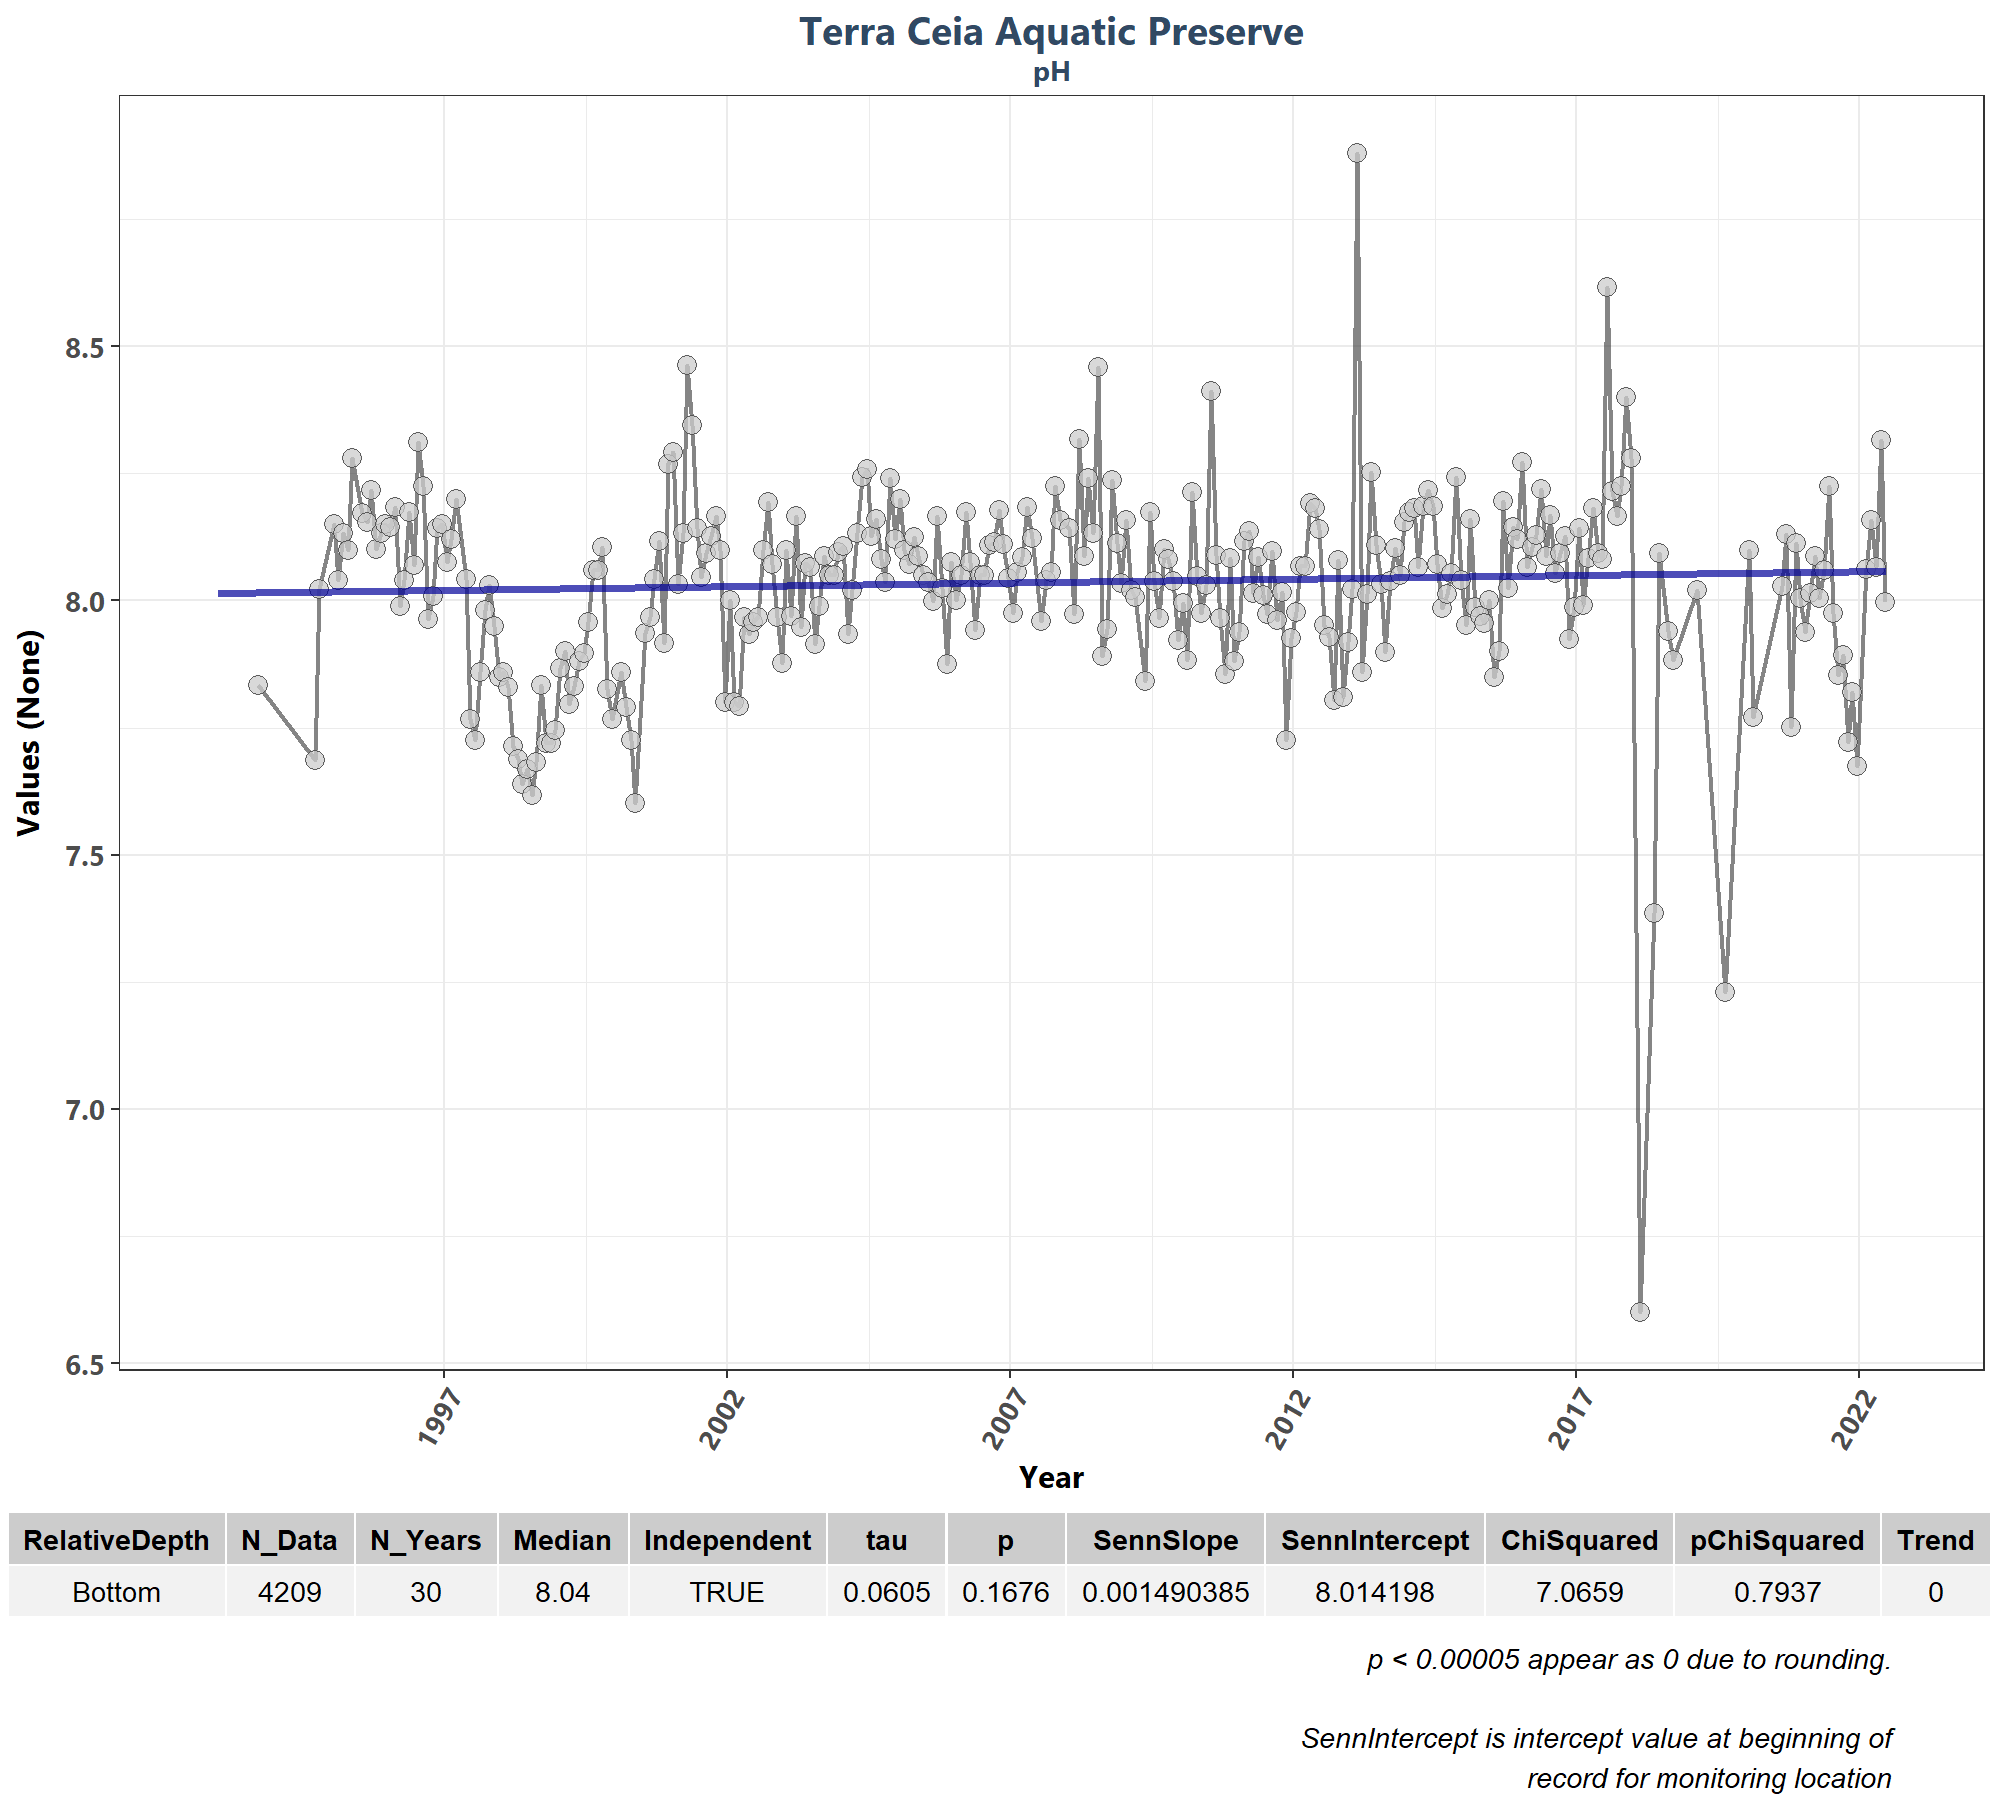 Terra Ceia Aquatic Preserve
pH
Values (None)
8.5
8.0
7.5
7.0
6.5
1997 2002 2007 2012 2017 2022
Year
RelativeDepth N_Data N_Years Median Independent tau p SennSlope SennIntercept ChiSquared pChiSquared Trend
Bottom 4209 30 8.04 TRUE 0.0605 0.1676 0.001490385 8.014198 7.0659 0.7937 0
p < 0.00005 appear as 0 due to rounding.
SennIntercept is intercept value at beginning of
record for monitoring location